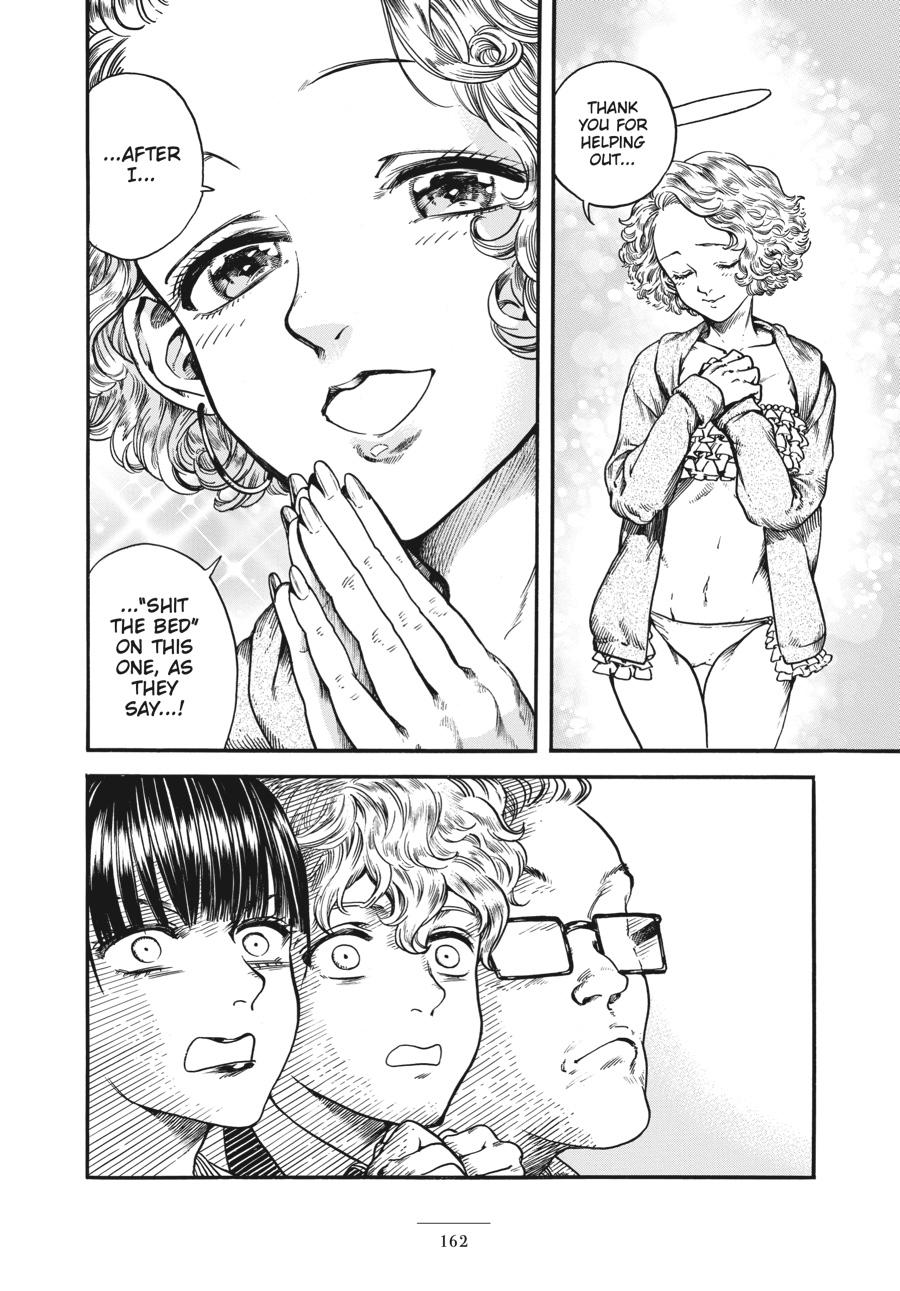 THANK
YOU FOR
HELPING
OUT...
...AFTER
I...
..."SHIT
THE BED"
ON THIS
ONE, AS
THEY
SAY...!
162